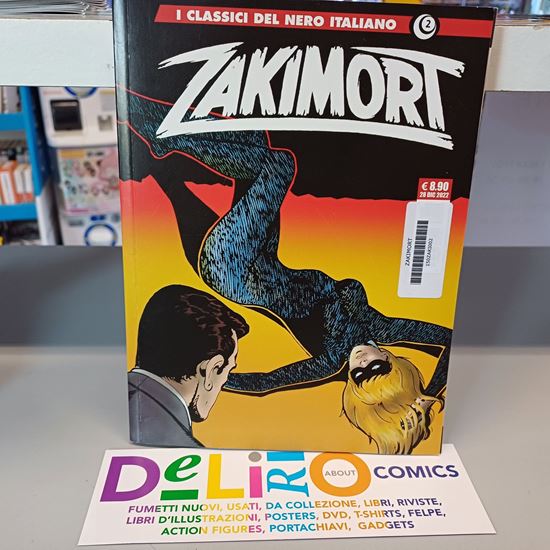 I CLASSICI DEL NERO ITALIANO 2
ZAKIMORT
€ 8.90
28 DIC 2022
ZAKIMORT
DeLiRiO ABOUT COMICS
FUMETTI NUOVI, USATI, DA COLLEZIONE, LIBRI, RIVISTE,
LIBRI D'ILLUSTRAZIONI, POSTERS, DVD, T-SHIRTS, FELPE,
ACTION FIGURES, PORTACHIAVI, GADGETS